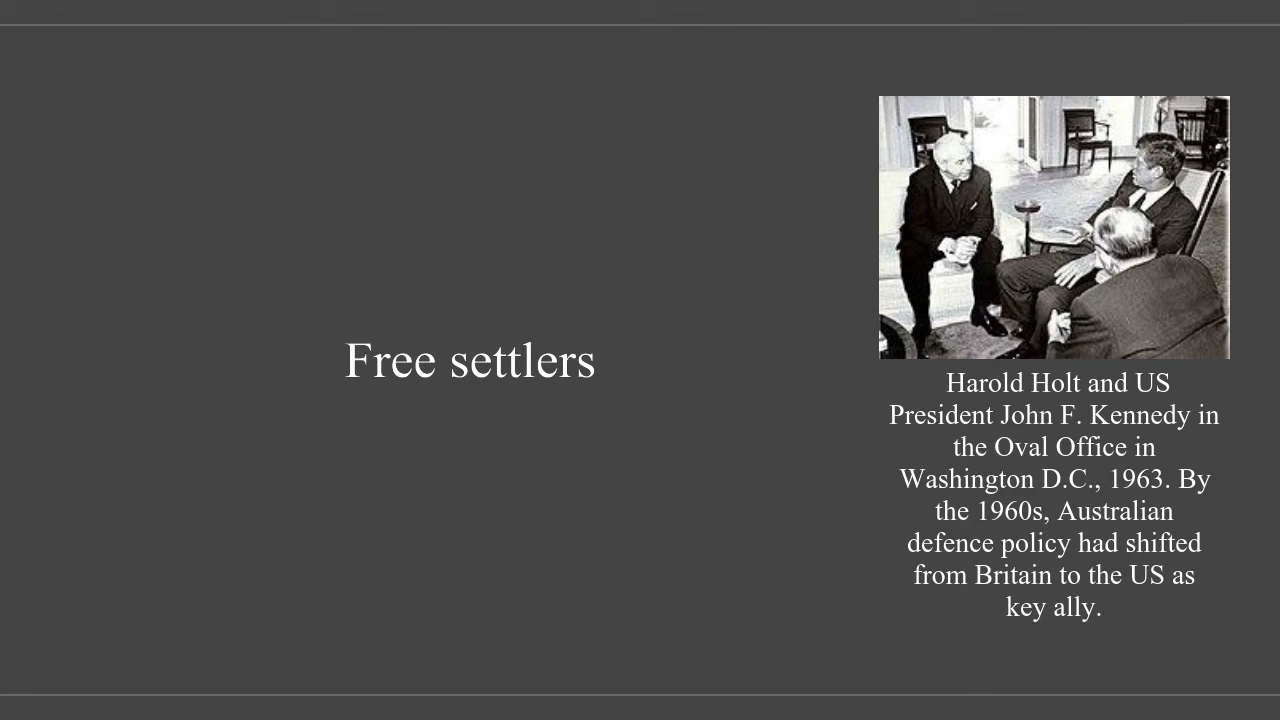 Free settlers
Harold Holt and US
President John F. Kennedy in
the Oval Office in
Washington D.C., 1963. By
the 1960s, Australian
defence policy had shifted
from Britain to the US as
key ally.